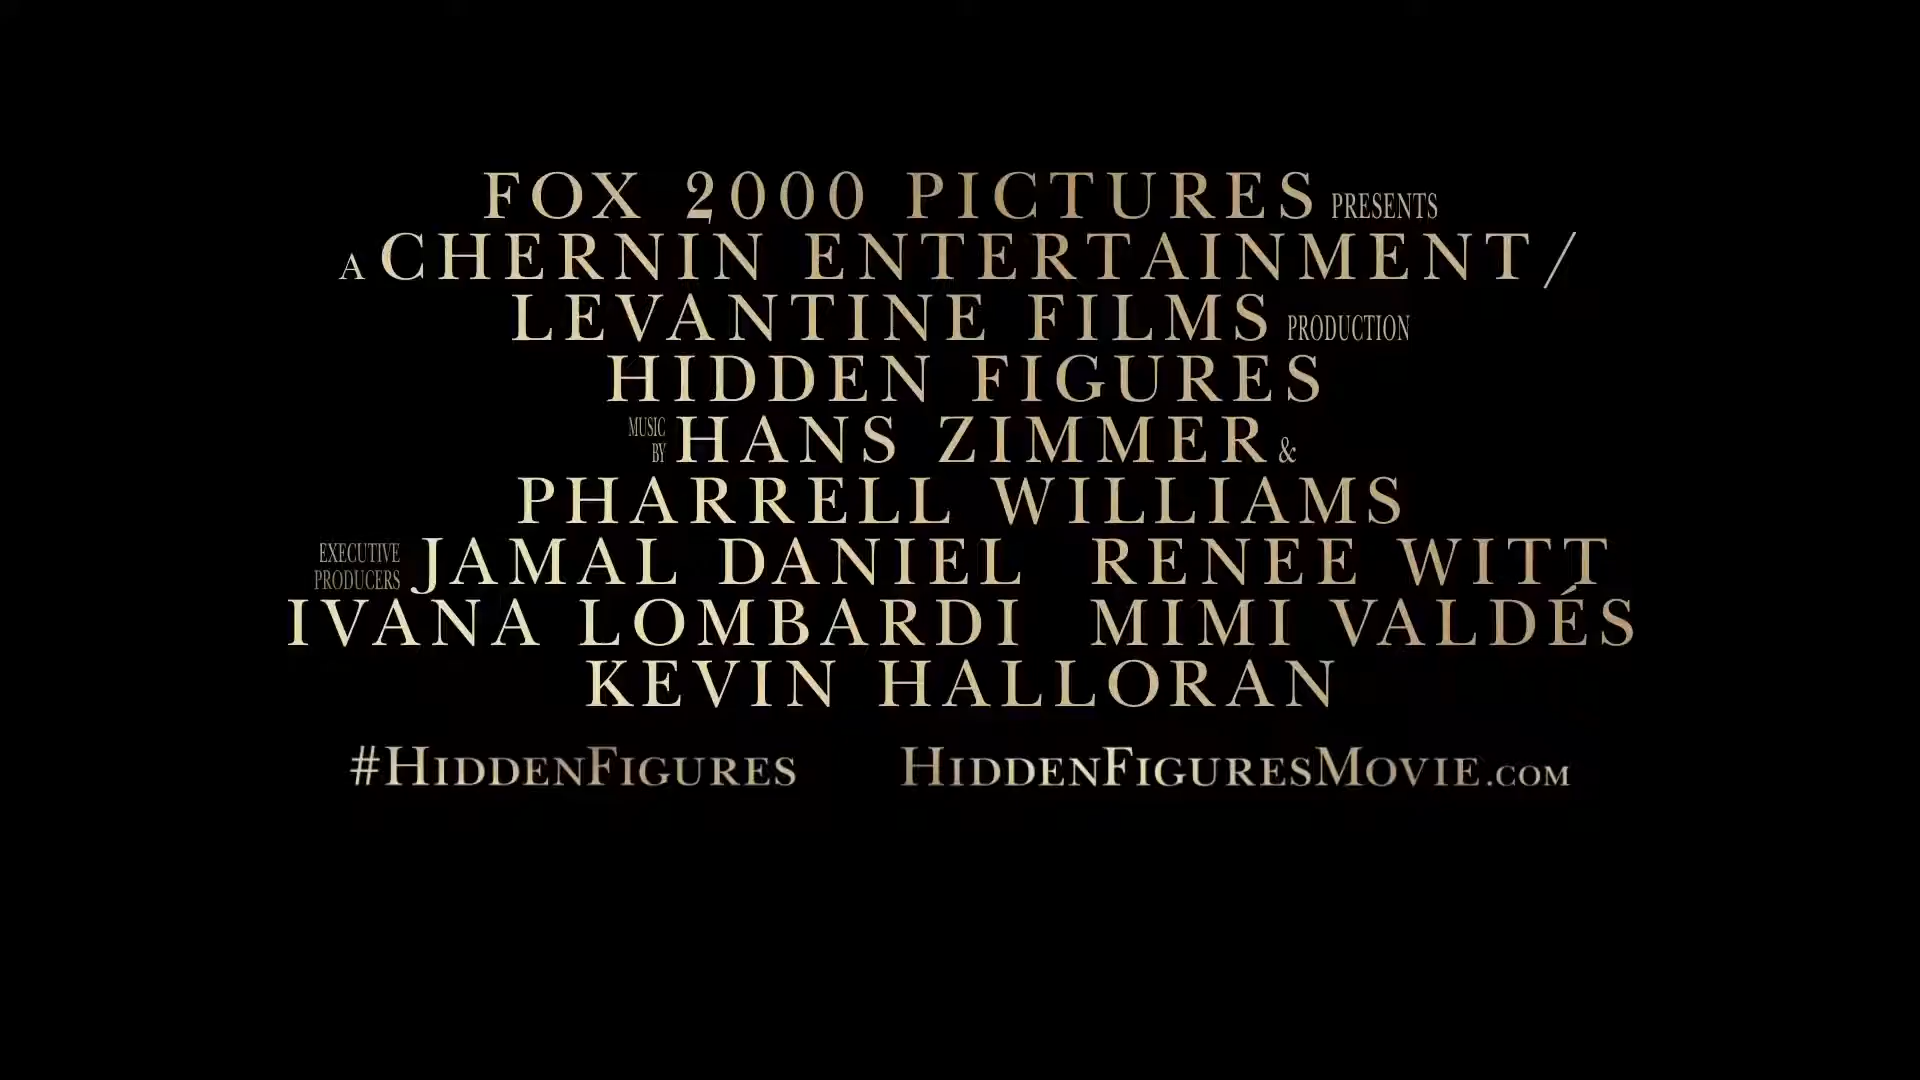 FOX 2000 PICTURES PRESENTS
A CHERNIN ENTERTAINMENT/
LEVANTINE FILMS PRODUCTION
HIDDEN FIGURES
MUSIC BY HANS ZIMMER &
PHARRELL WILLIAMS
EXECUTIVE PRODUCERS JAMAL DANIEL RENEE WITT
IVANA LOMBARDI MIMI VALDÉS
KEVIN HALLORAN
#HIDDENFIGURES HIDDENFIGURESMOVIE.COM